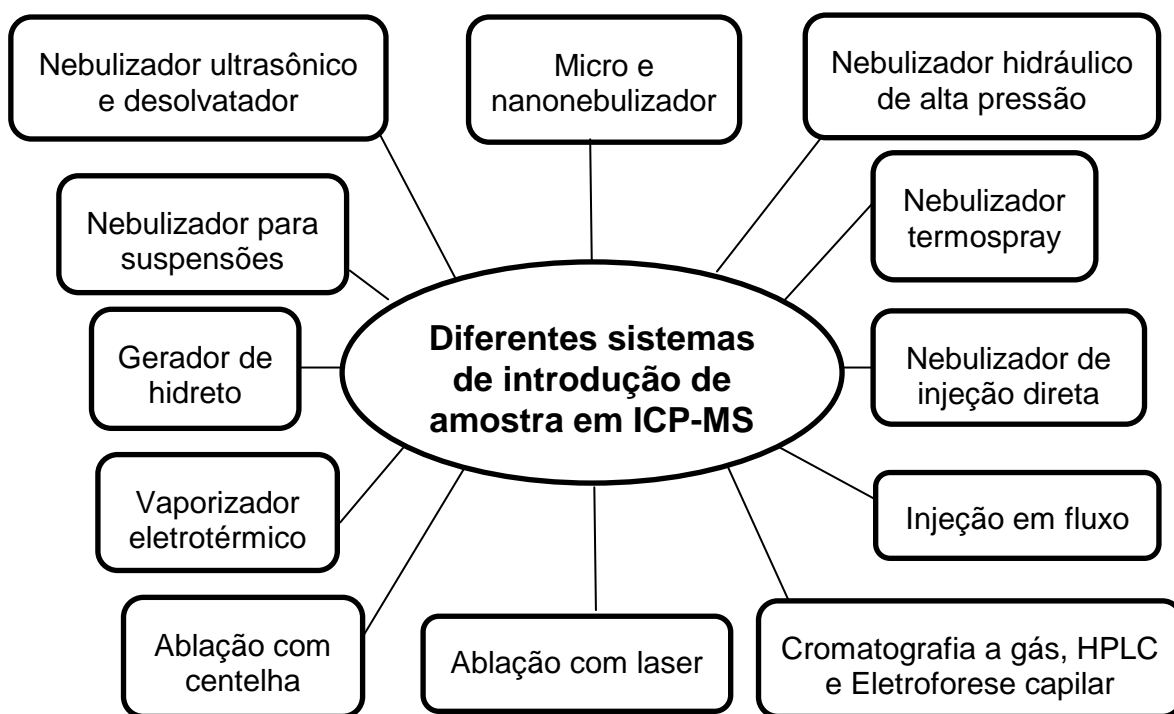 Nebulizador ultrasônico
e desolvatador
Micro e
nanonebulizador
Nebulizador hidráulico
de alta pressão
Nebulizador para
suspensões
Nebulizador
termospray
Gerador de
hidreto
Diferentes sistemas
de introdução de
amostra em ICP-MS
Nebulizador de
injeção direta
Vaporizador
eletrotérmico
Injeção em fluxo
Ablação com
centelha
Ablação com laser
Cromatografia a gás, HPLC
e Eletroforese capilar